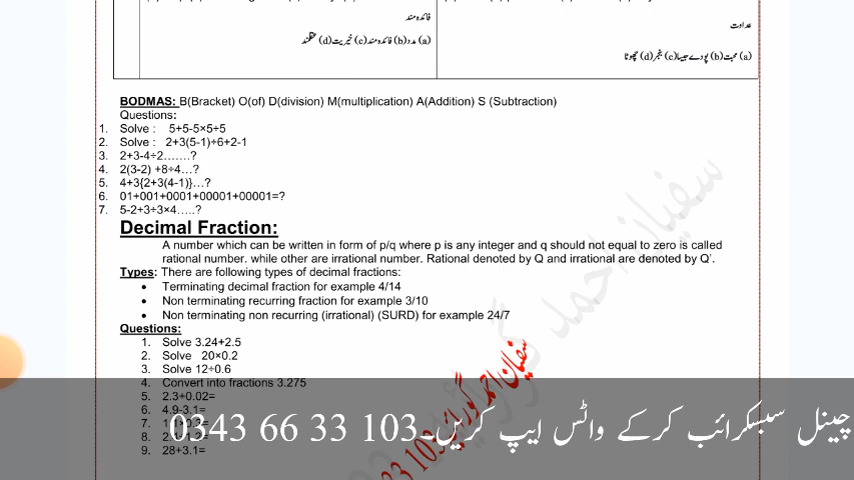 فائدہ مند
(a) مدد(b) فائدہ مند(c) خیریت(d) عقلمند
عداوت
(a) محبت(b) پودے جیسا(c) بنجر(d) چھوٹا
BODMAS: B(Bracket) O(of) D(division) M(multiplication) A(Addition) S (Subtraction)
Questions:
1. Solve : 5+5-5×5÷5
2. Solve : 2+3(5-1)÷6+2-1
3. 2+3-4÷2…….?
4. 2(3-2) +8÷4…?
5. 4+3{2+3(4-1)}…?
6. 01+001+0001+00001+00001=?
7. 5-2+3÷3×4…..?
Decimal Fraction:
A number which can be written in form of p/q where p is any integer and q should not equal to zero is called
rational number. while other are irrational number. Rational denoted by Q and irrational are denoted by Q’.
Types: There are following types of decimal fractions:
• Terminating decimal fraction for example 4/14
• Non terminating recurring fraction for example 3/10
• Non terminating non recurring (irrational) (SURD) for example 24/7
Questions:
1. Solve 3.24+2.5
2. Solve 20×0.2
3. Solve 12÷0.6
4. Convert into fractions 3.275
5. 2.3+0.02=
6. 4.9-3.1=
7.
8.
9. 28+3.1=
چینل سبسکرائب کرکے واٹس ایپ کریں۔103 33 66 0343
سفیان احمد